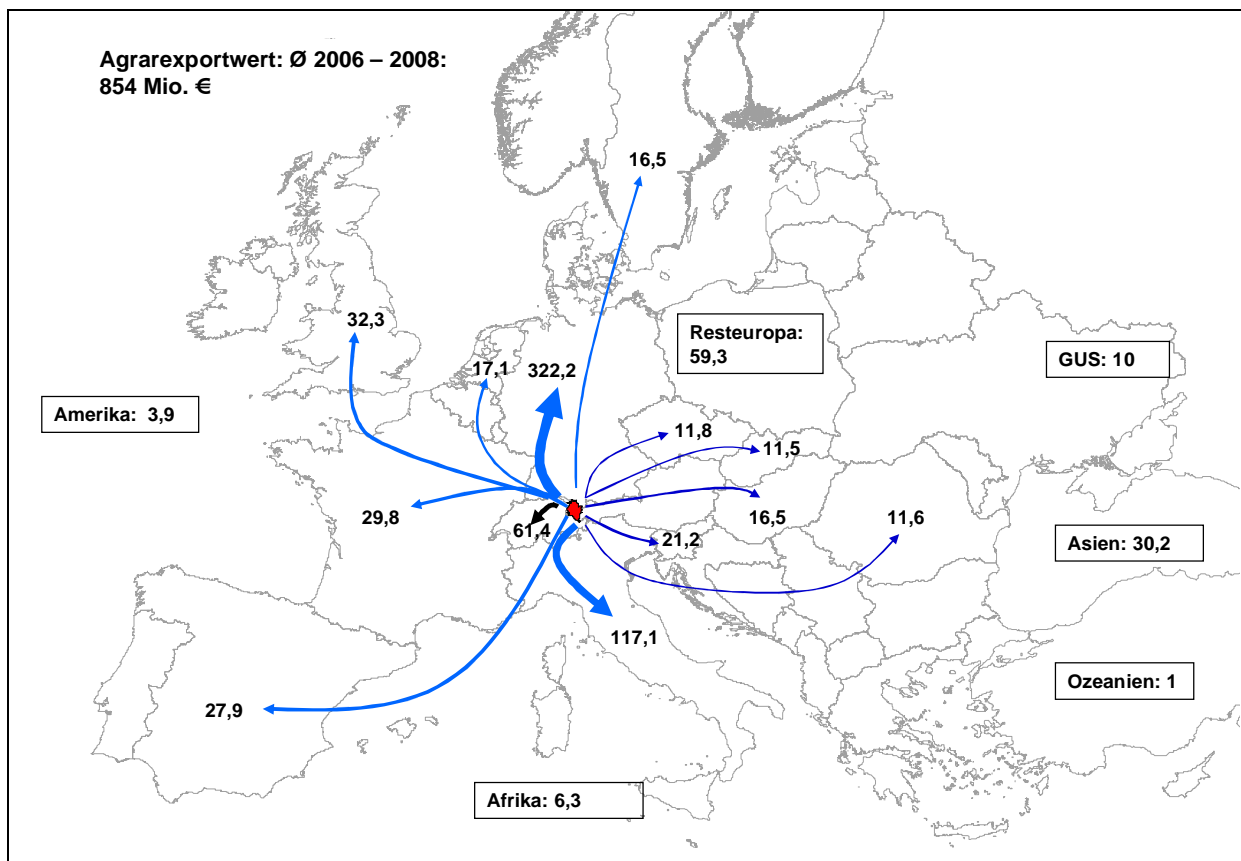 Agrarexportwert: Ø 2006 – 2008:
854 Mio. €
16,5
32,3
17,1
322,2
Resteuropa:
59,3
GUS: 10
Amerika: 3,9
11,8
11,5
29,8
61,4
16,5
11,6
21,2
Asien: 30,2
117,1
Ozeanien: 1
27,9
Afrika: 6,3